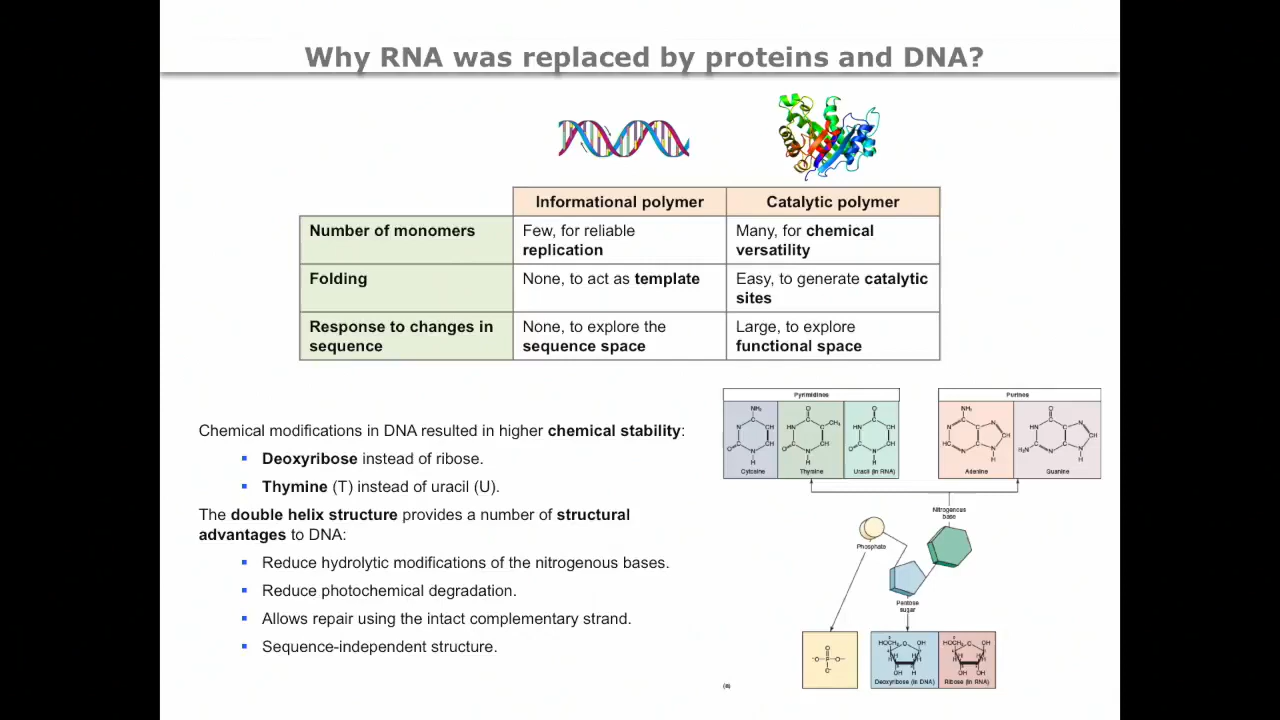 Why RNA was replaced by proteins and DNA?
Informational polymer
Catalytic polymer
Number of monomers
Few, for reliable
replication
Many, for chemical
versatility
Folding
None, to act as template
Easy, to generate catalytic
sites
Response to changes in
sequence
None, to explore the
sequence space
Large, to explore
functional space
Chemical modifications in DNA resulted in higher chemical stability:
▪ Deoxyribose instead of ribose.
▪ Thymine (T) instead of uracil (U).
The double helix structure provides a number of structural
advantages to DNA:
▪ Reduce hydrolytic modifications of the nitrogenous bases.
▪ Reduce photochemical degradation.
▪ Allows repair using the intact complementary strand.
▪ Sequence-independent structure.
Pyrimidines
Purines
Cytosine
Thymine
Uracil (in RNA)
Adenine
Guanine
Nitrogenous
base
Phosphate
Pentose
sugar
Deoxyribose (in DNA)
Ribose (in RNA)